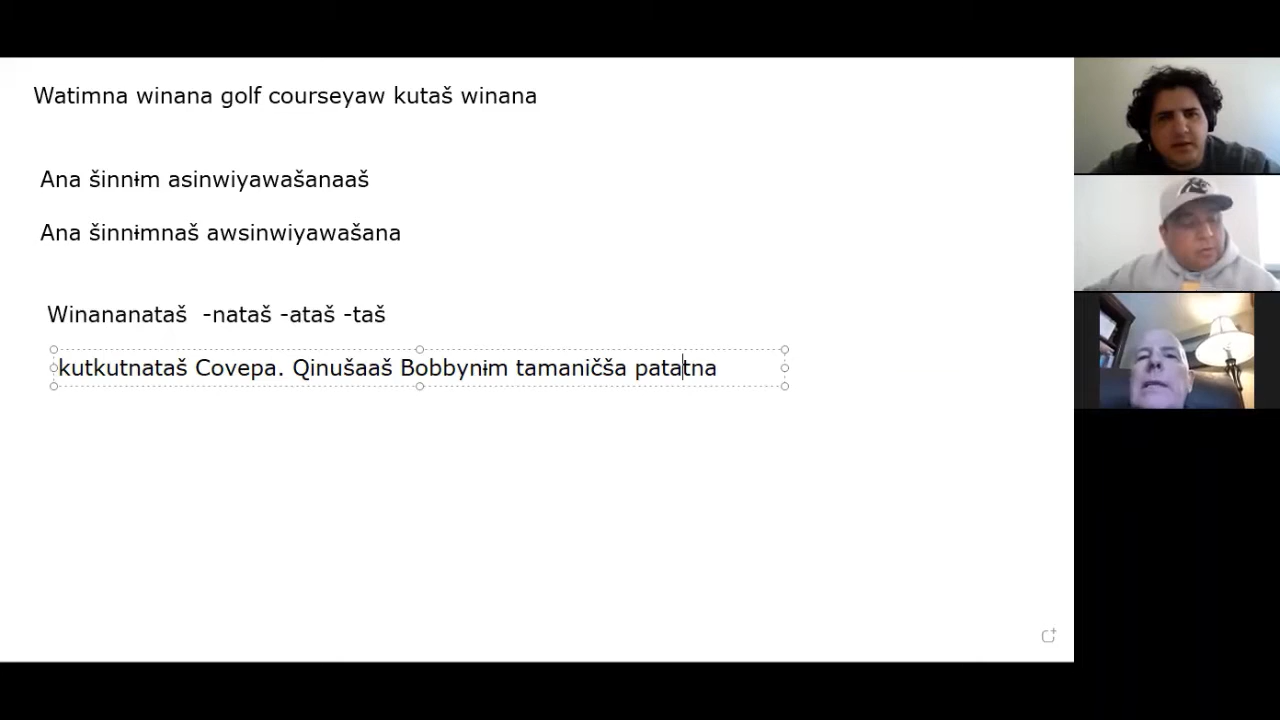 Watimna winana golf courseyaw kutaš winana
Ana šinnɨm asinwiyawašanaaš
Ana šinnɨmnaš awsinwiyawašana
Winananataš -nataš -ataš -taš
kutkutnataš Covepa. Qinušaaš Bobbynɨm tamaničša patatna